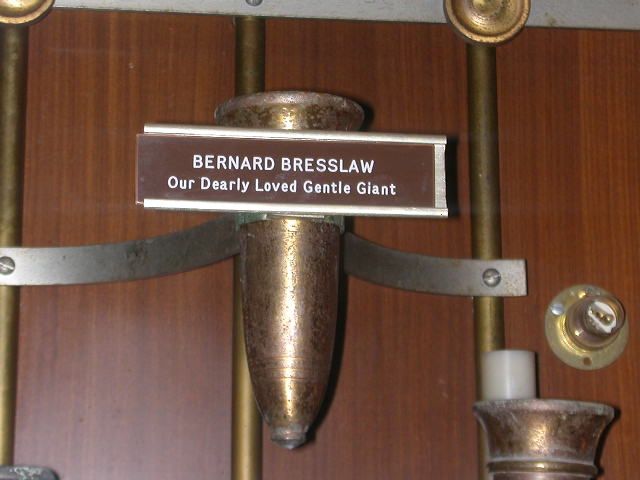 BERNARD BRESSLAW
Our Dearly Loved Gentle Giant